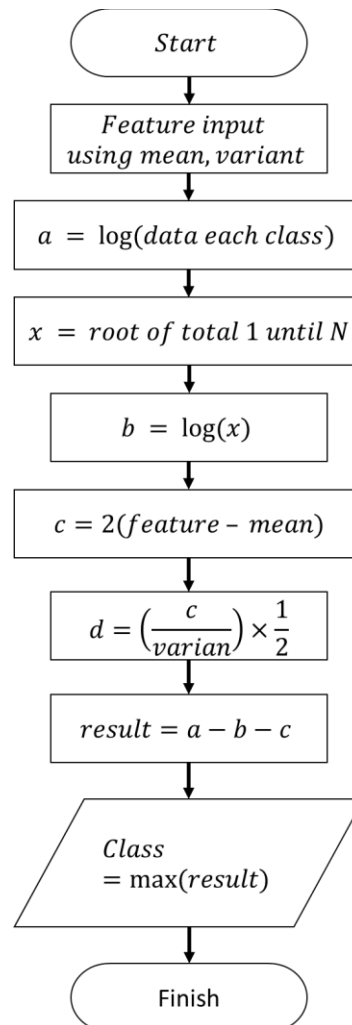 Start
Feature input
using mean, variant
a = log(data each class)
x = root of total 1 until N
b = log(x)
c = 2(feature – mean)
d = (c/varian) × 1/2
result = a − b − c
Class
= max(result)
Finish